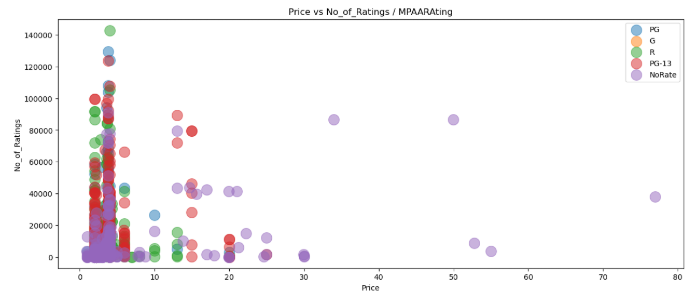 Price vs No_of_Ratings / MPAARAting
140000
120000
100000
80000
60000
40000
20000
0
No_of_Ratings
PG
G
R
PG-13
NoRate
0 10 20 30 40 50 60 70 80
Price